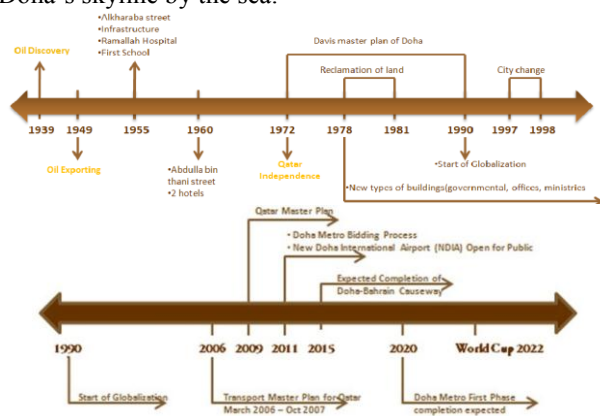 Doha's skyline by the sea.
•Alkharaba street
•Infrastructure
•Ramallah Hospital
•First School
Oil Discovery
Davis master plan of Doha
Reclamation of land
City change
1939 1949 1955 1960 1972 1978 1981 1990 1997 1998
Oil Exporting
•Abdulla bin
thani street
•2 hotels
Qatar
Independence
•Start of Globalization
•New types of buildings(governmental, offices, ministries
Qatar Master Plan
• Doha Metro Bidding Process
• New Doha International Airport (NDIA) Open for Public
Expected Completion of
Doha-Bahrain Causeway
1990 2006 2009 2011 2015 2020 World Cup 2022
Start of Globalization
Transport Master Plan for Qatar
March 2006 – Oct 2007
Doha Metro First Phase
completion expected